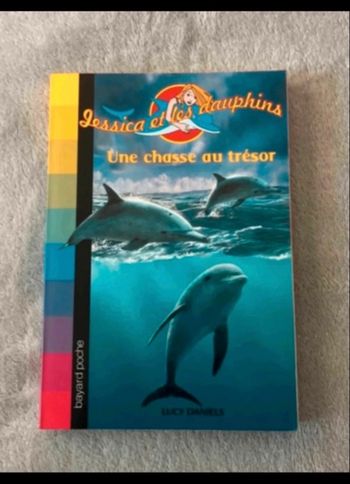 Jessica et les dauphins
Une chasse au trésor
bayard poche
LUCY DANIELS